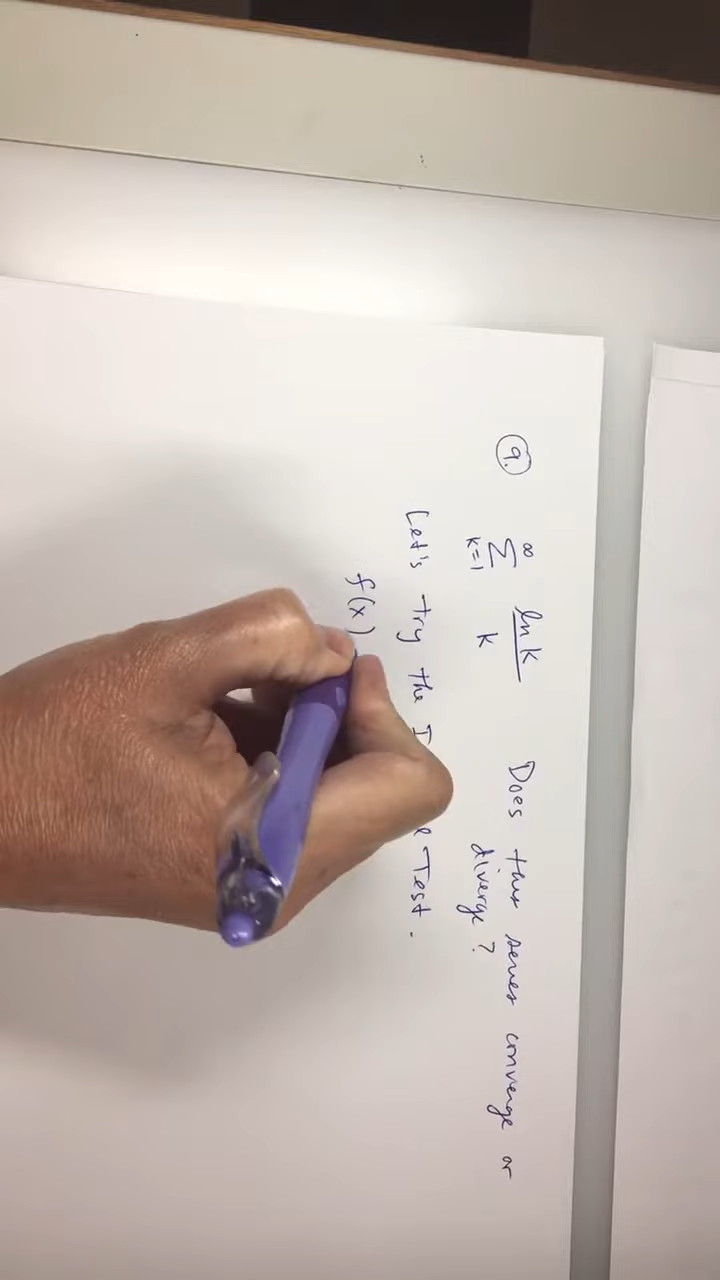 9. ∞ Σ k=1 ln k / k Does this series converge or
diverge?
Let's try the Test.
f(x)